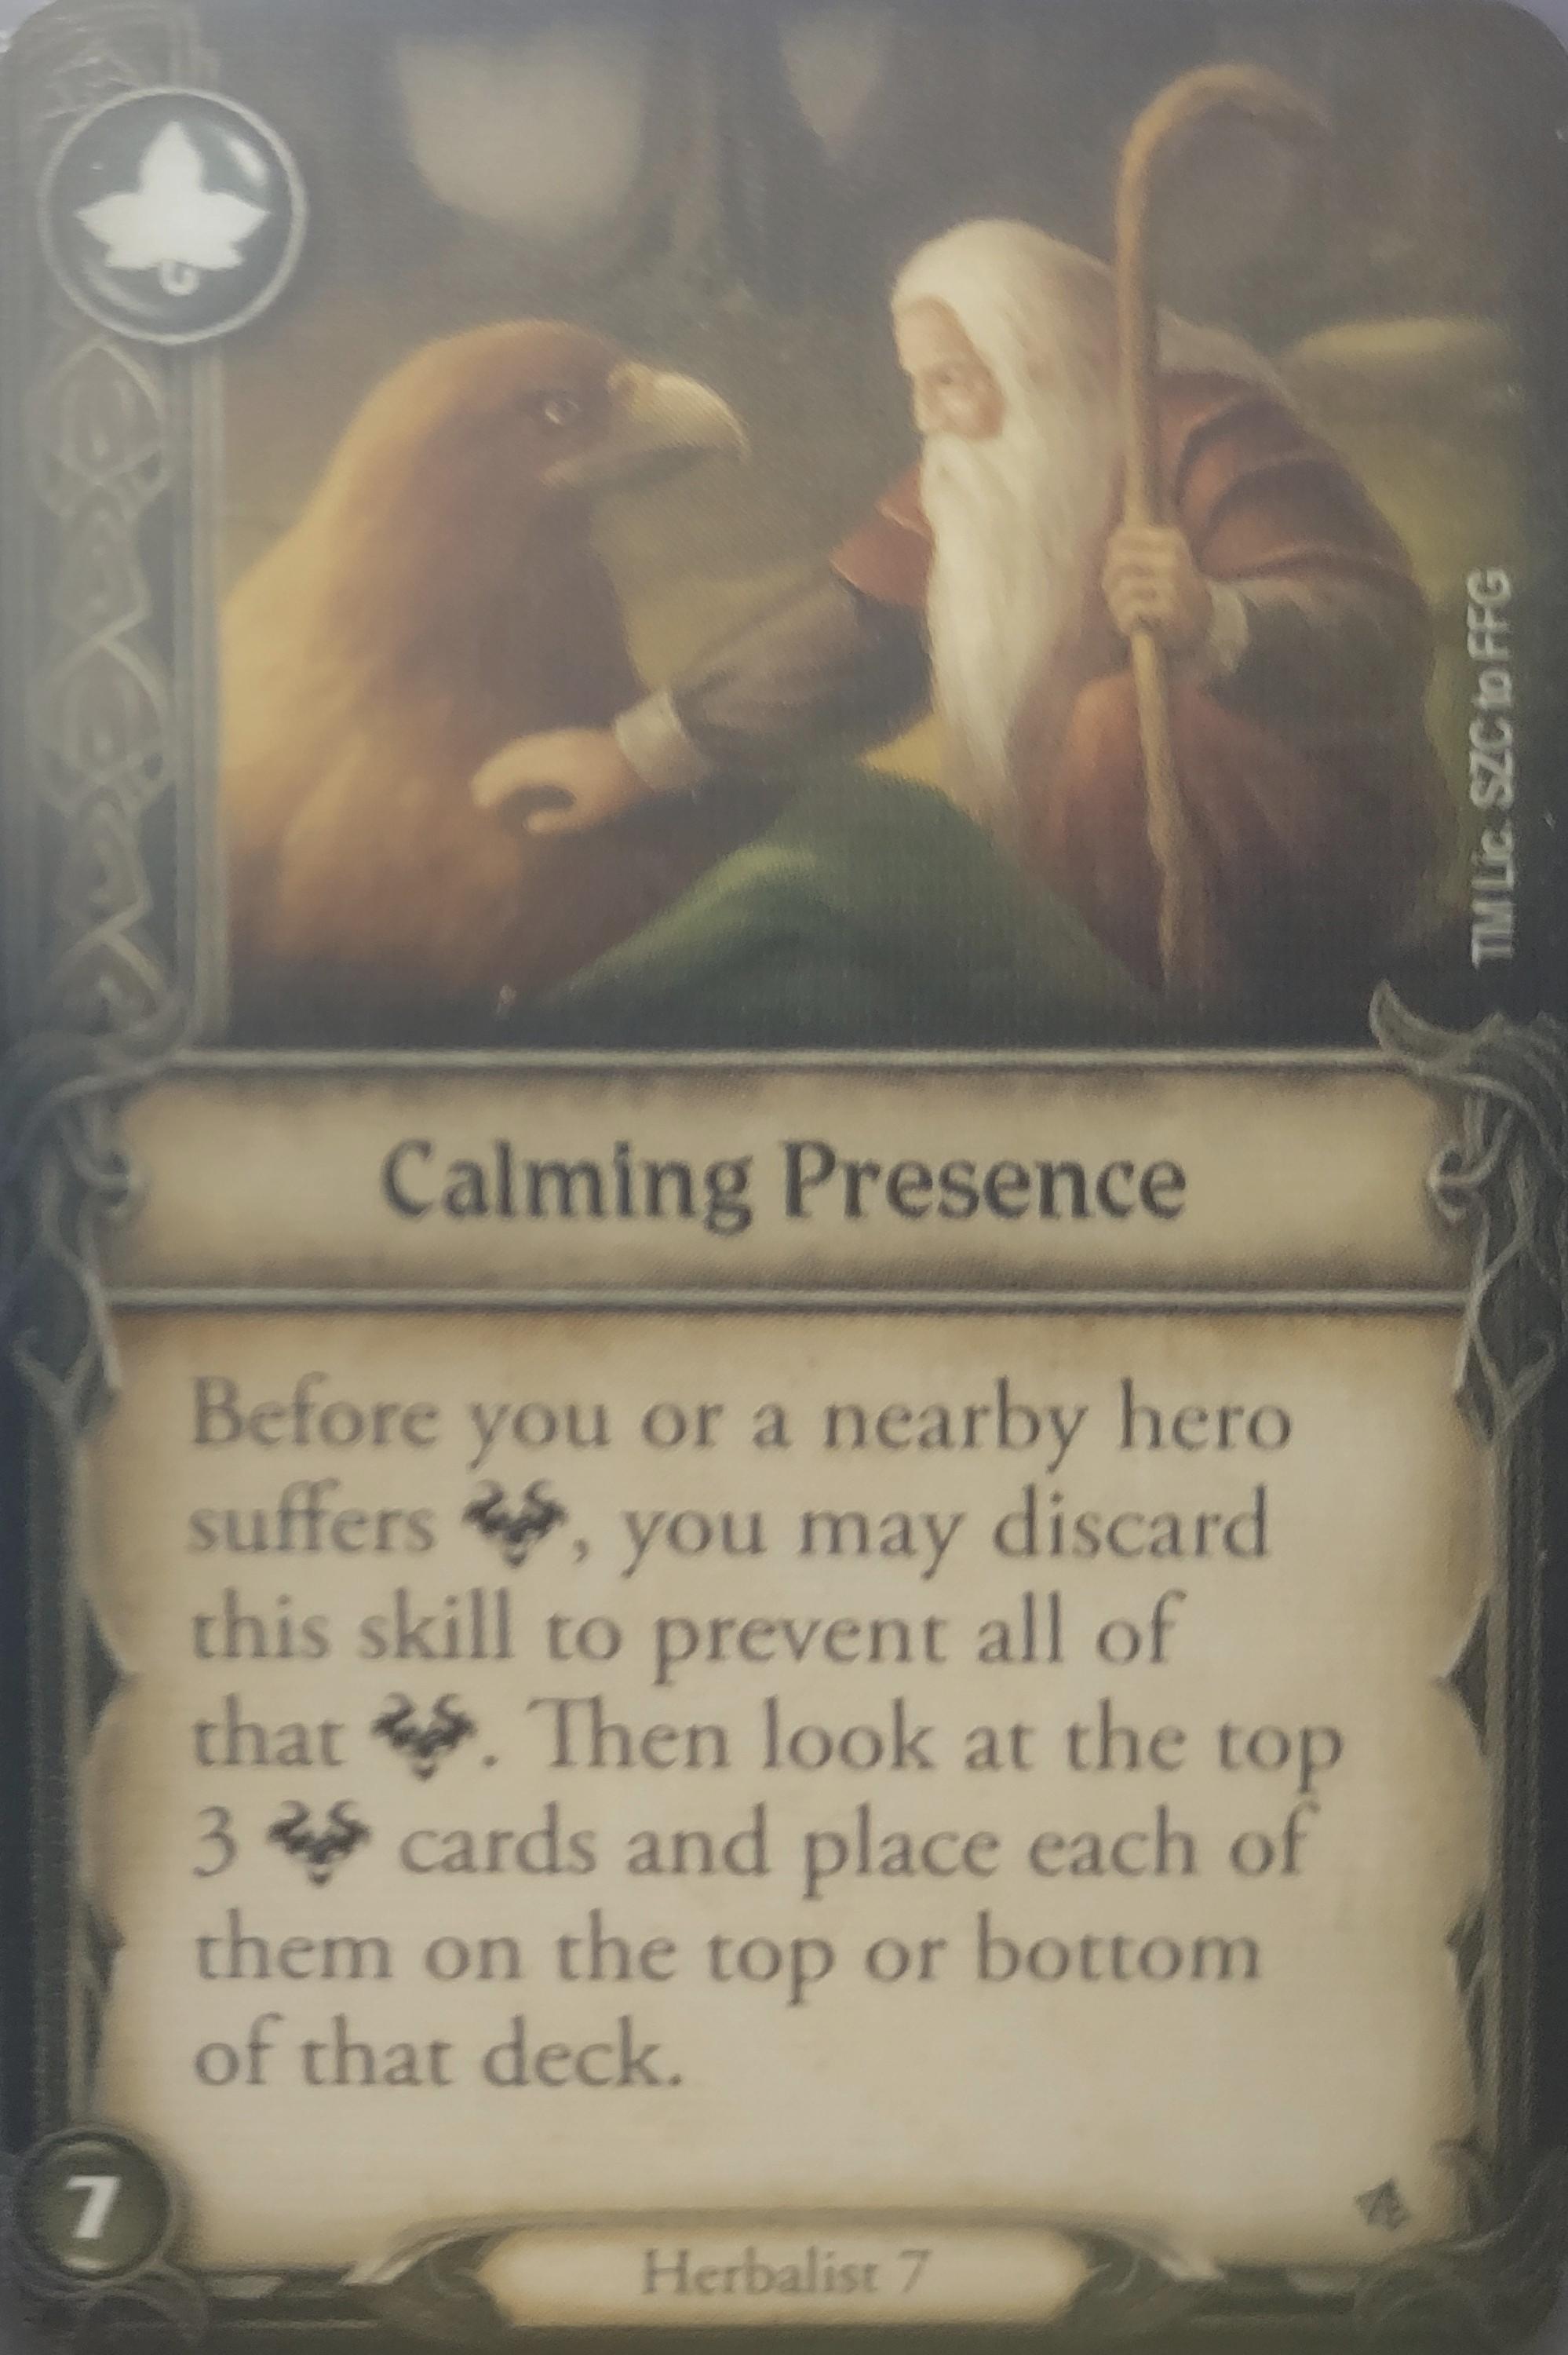 TM Lic. SZC to FFG
Calming Presence
Before you or a nearby hero
suffers , you may discard
this skill to prevent all of
that . Then look at the top
3 cards and place each of
them on the top or bottom
of that deck.
7
Herbalist 7